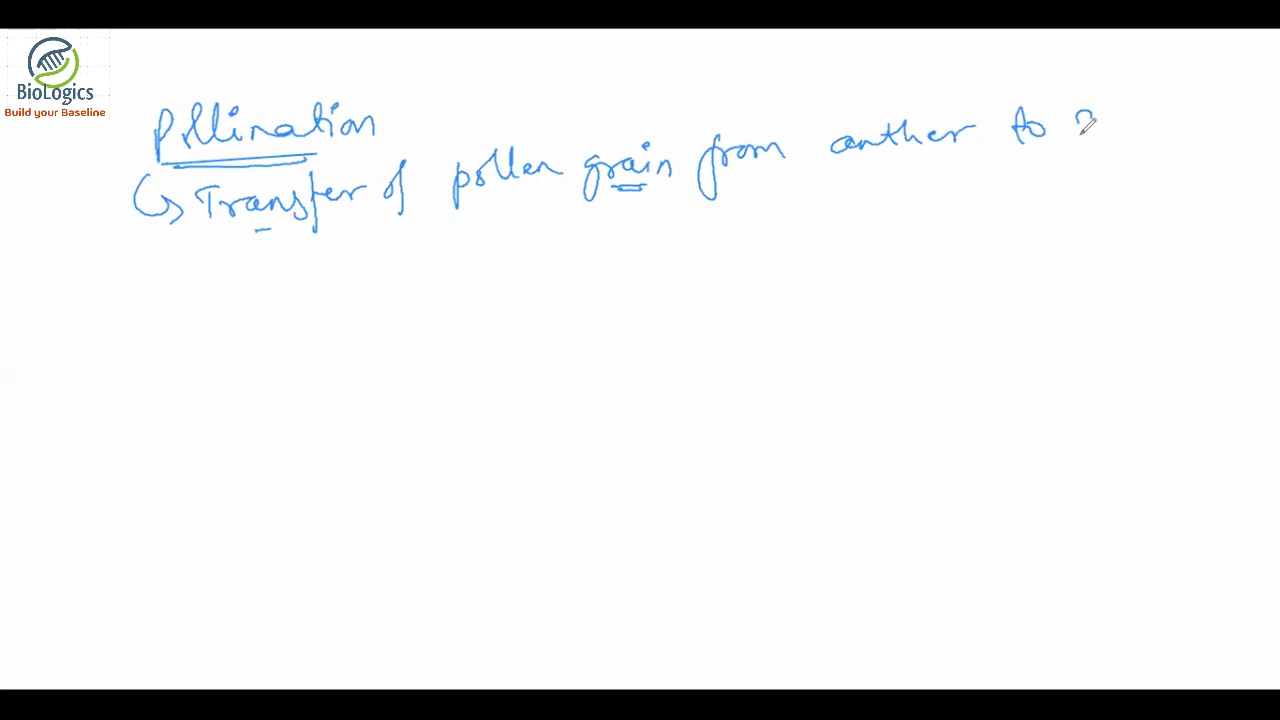 BioLogics
Build your Baseline
Pollination
Transfer of pollen grain from anther to